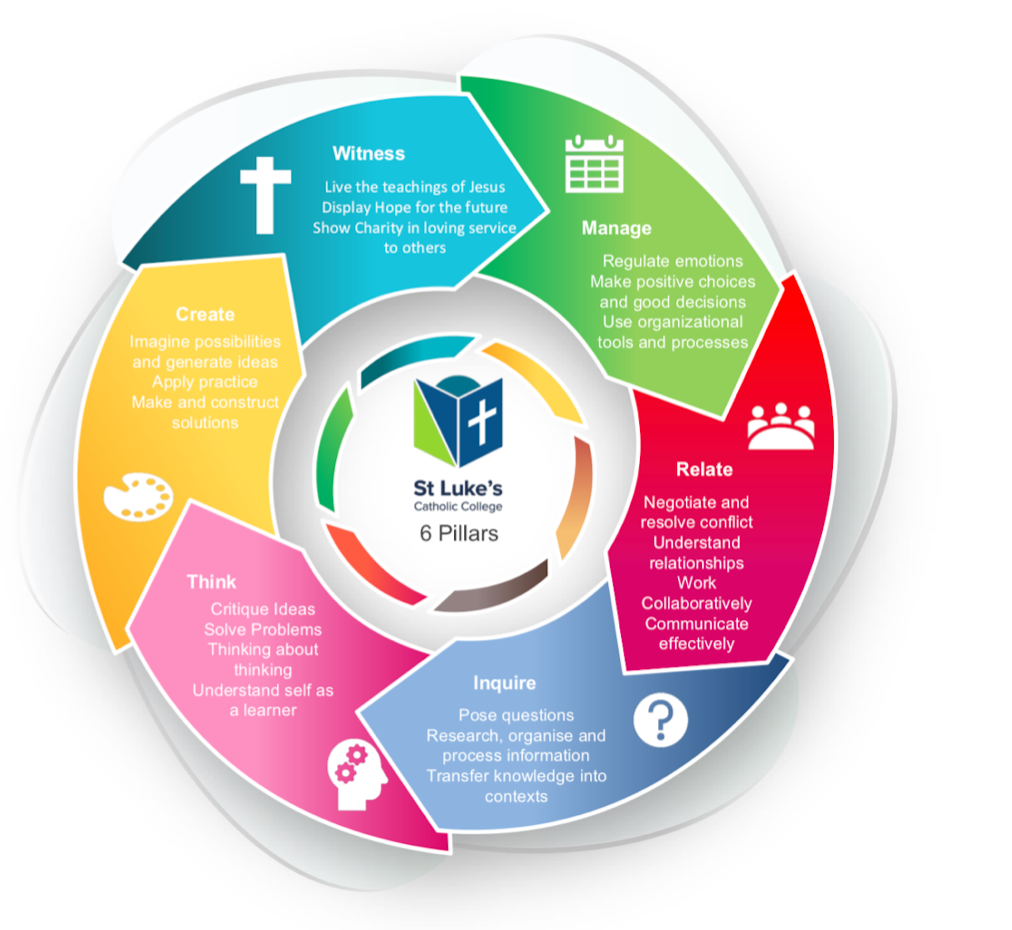 Witness
Live the teachings of Jesus
Display Hope for the future
Show Charity in loving service
to others
Manage
Regulate emotions
Make positive choices
and good decisions
Use organizational
tools and processes
Relate
Negotiate and
resolve conflict
Understand
relationships
Work
Collaboratively
Communicate
effectively
Inquire
Pose questions
Research, organise and
process information
Transfer knowledge into
contexts
?
Think
Critique Ideas
Solve Problems
Thinking about
thinking
Understand self as
a learner
Create
Imagine possibilities
and generate ideas
Apply practice
Make and construct
solutions
St Luke's
Catholic College
6 Pillars